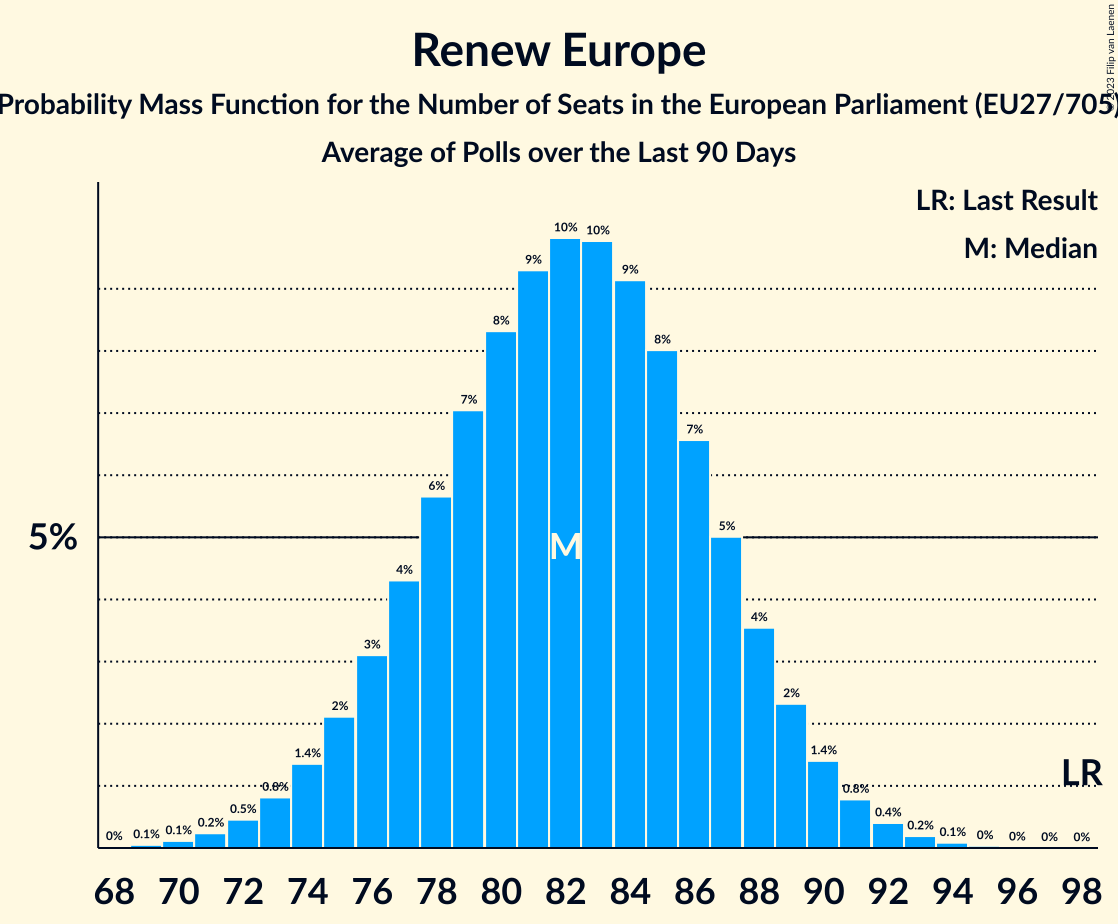 Renew Europe
Probability Mass Function for the Number of Seats in the European Parliament (EU27/705)
Average of Polls over the Last 90 Days
© 2023 Filip van Laenen
LR: Last Result
M: Median
5%
0% 0.1% 0.1% 0.2% 0.5% 0.8% 1.4% 2% 3% 4% 6% 7% 8% 9% 10% 10% 9% 8% 7% 5% 4% 2% 1.4% 0.8% 0.4% 0.2% 0.1% 0% 0% 0% 0%
M
LR
68 70 72 74 76 78 80 82 84 86 88 90 92 94 96 98